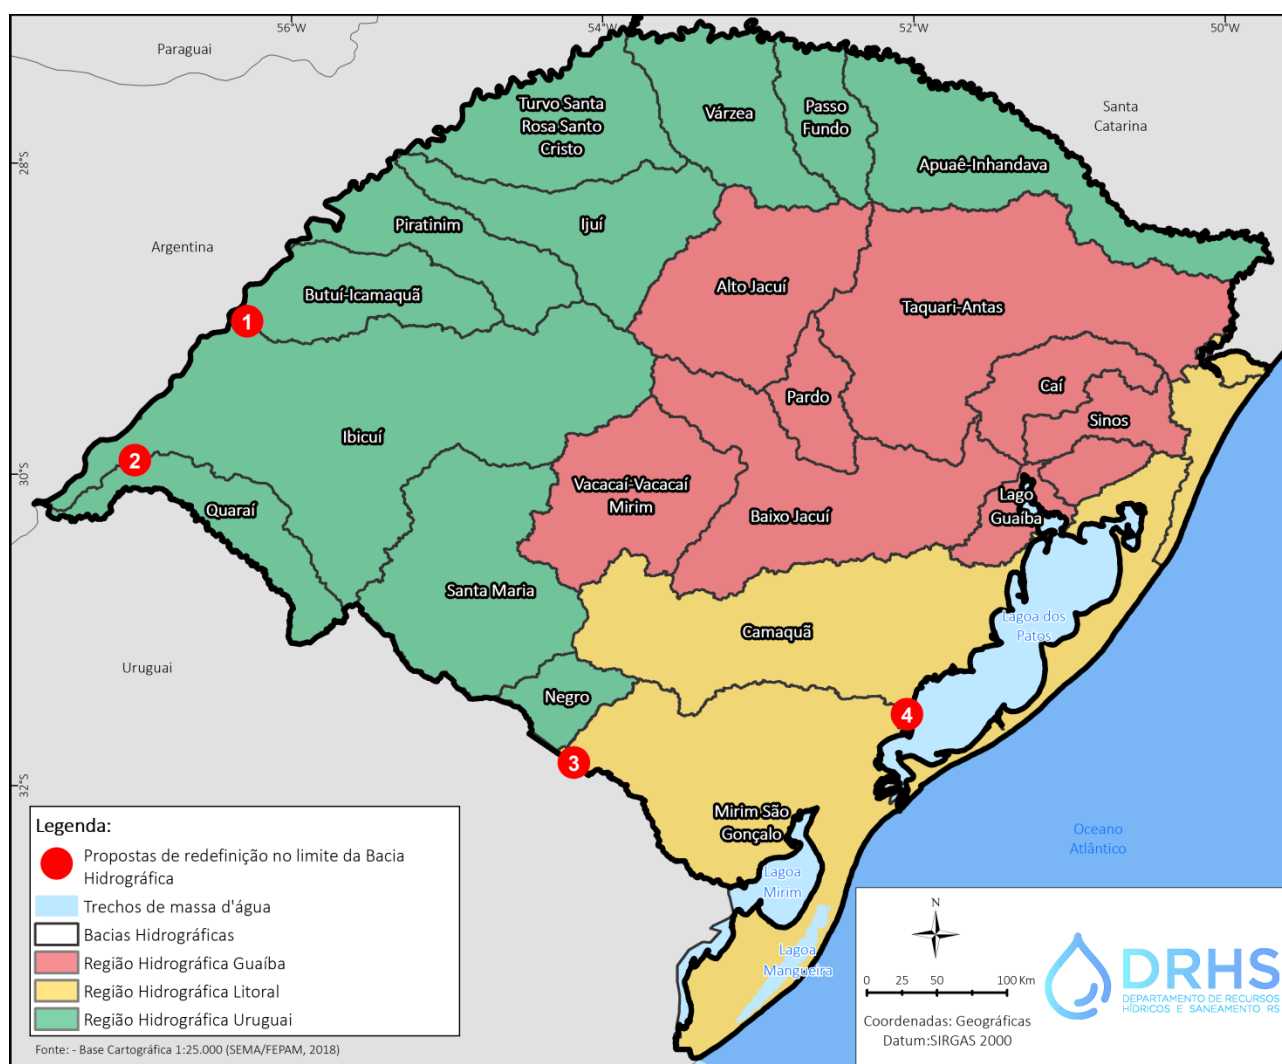 56°W
54°W
52°W
50°W
Paraguai
Santa
Catarina
Turvo Santa
Rosa Santo
Cristo
Várzea
Passo
Fundo
Apuaê-Inhandava
28°S
Piratinim
Ijuí
Argentina
Butuí-Icamaquã
Alto Jacuí
Taquari-Antas
1
Pardo
Caí
Sinos
Ibicuí
2
30°S
Quaraí
Vacacaí-Vacacaí
Mirim
Baixo Jacuí
Lago
Guaíba
Santa Maria
Camaquã
Lagoa dos
Patos
Uruguai
Negro
4
3
32°S
Mirim São
Gonçalo
Oceano
Atlântico
Lagoa
Mirim
Lagoa
Mangueira
Legenda:
Propostas de redefinição no limite da Bacia
Hidrográfica
Trechos de massa d'água
Bacias Hidrográficas
Região Hidrográfica Guaíba
Região Hidrográfica Litoral
Região Hidrográfica Uruguai
Fonte: - Base Cartográfica 1:25.000 (SEMA/FEPAM, 2018)
N
0 25 50 100 Km
Coordenadas: Geográficas
Datum:SIRGAS 2000
DRHS
DEPARTAMENTO DE RECURSOS
HÍDRICOS E SANEAMENTO RS